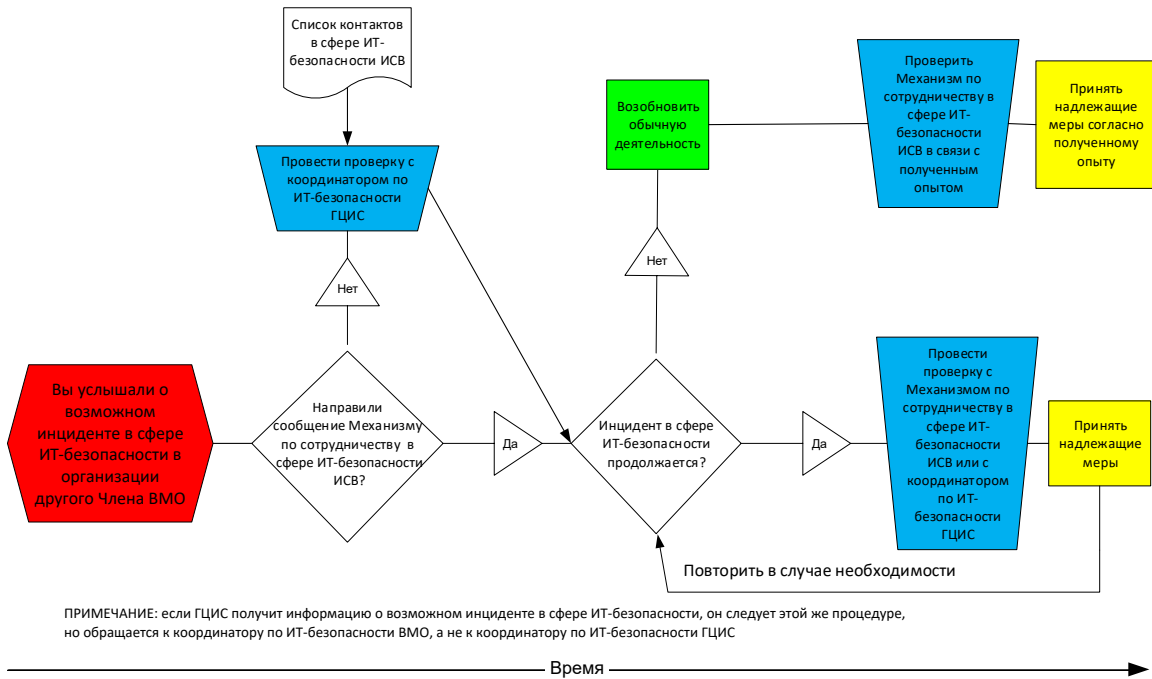 Список контактов
в сфере ИТ-
безопасности ИСВ
Провести проверку с
координатором по
ИТ-безопасности
ГЦИС
Нет
Вы услышали о
возможном
инциденте в сфере
ИТ-безопасности в
организации
другого Члена ВМО
Направили
сообщение Механизму
по сотрудничеству в
сфере ИТ-безопасности
ИСВ?
Да
Инцидент в сфере
ИТ-безопасности
продолжается?
Нет
Возобновить
обычную
деятельность
Проверить
Механизм по
сотрудничеству в
сфере ИТ-
безопасности
ИСВ в связи с
полученным
опытом
Принять
надлежащие
меры согласно
полученному
опыту
Да
Провести
проверку с
Механизмом по
сотрудничеству в
сфере ИТ-
безопасности
ИСВ или с
координатором
по ИТ-
безопасности
ГЦИС
Принять
надлежащие
меры
Повторить в случае необходимости
ПРИМЕЧАНИЕ: если ГЦИС получит информацию о возможном инциденте в сфере ИТ-безопасности, он следует этой же процедуре,
но обращается к координатору по ИТ-безопасности ВМО, а не к координатору по ИТ-безопасности ГЦИС
Время